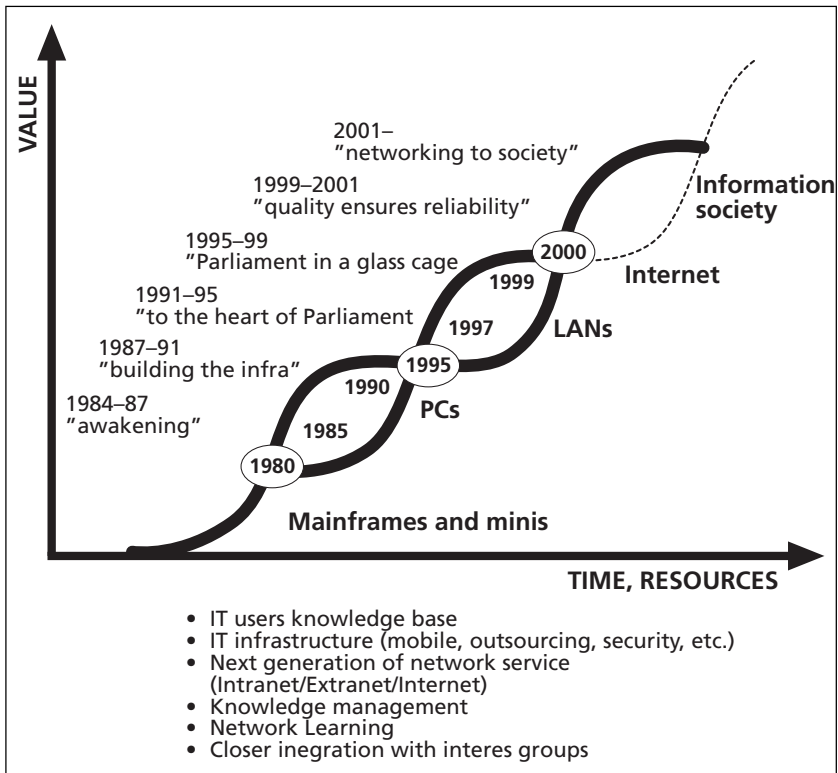 VALUE
2001–
"networking to society"
1999–2001
"quality ensures reliability"
1995–99
"Parliament in a glass cage
1991–95
"to the heart of Parliament
1987–91
"building the infra"
1984–87
"awakening"
Information
society
2000
Internet
1999
1997
LANs
1995
1990
PCs
1985
1980
Mainframes and minis
TIME, RESOURCES
• IT users knowledge base
• IT infrastructure (mobile, outsourcing, security, etc.)
• Next generation of network service
(Intranet/Extranet/Internet)
• Knowledge management
• Network Learning
• Closer inegration with interes groups